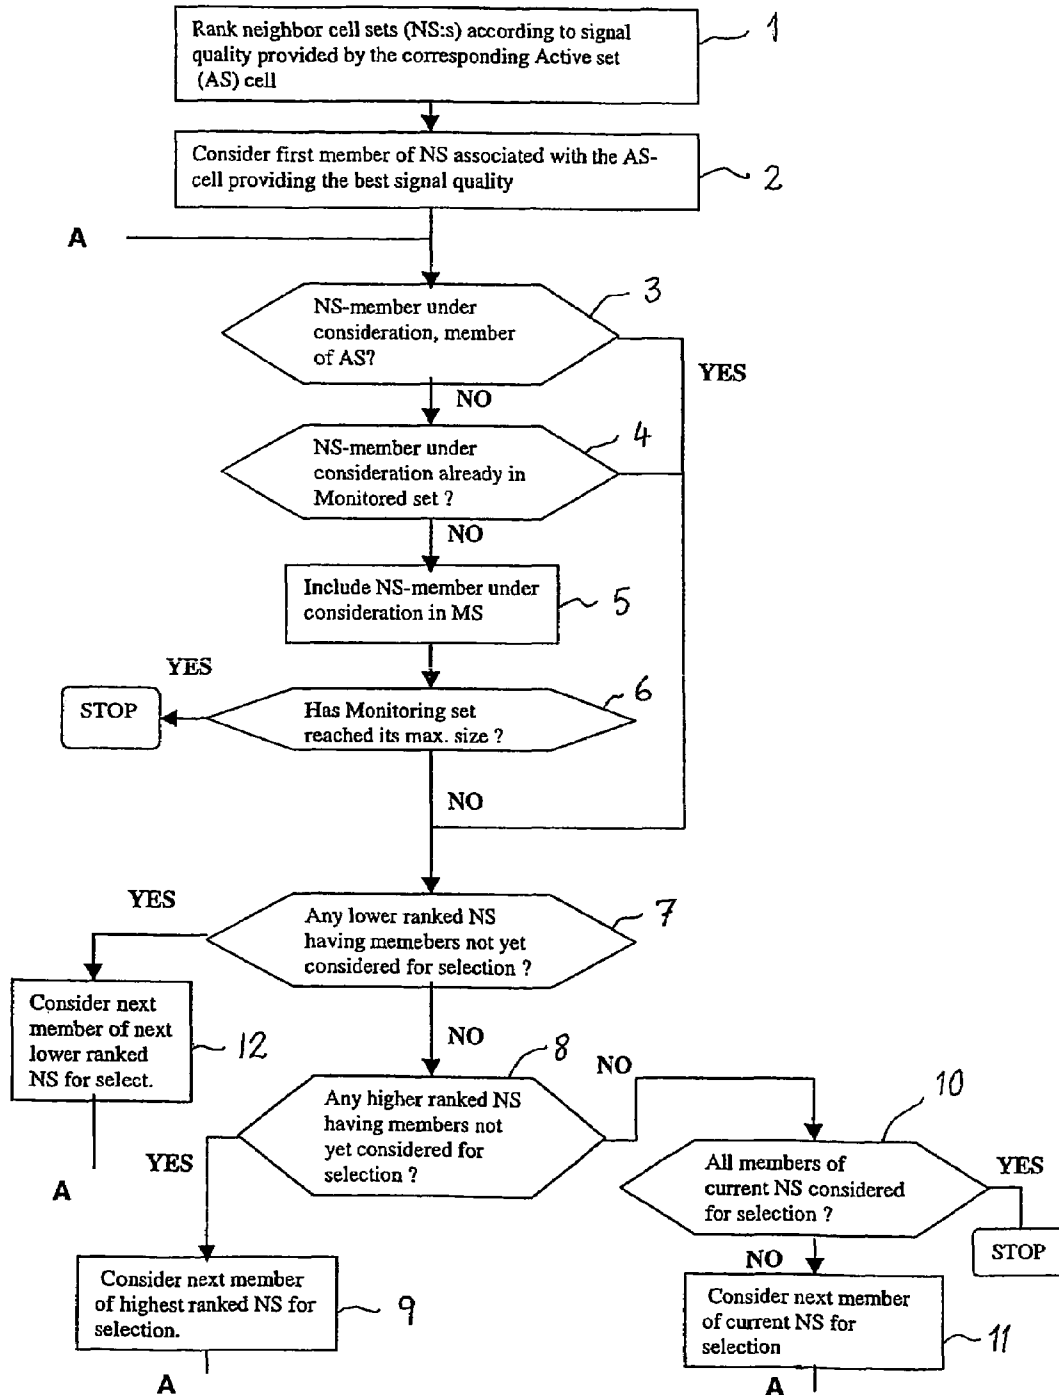 Rank neighbor cell sets (NS:s) according to signal
quality provided by the corresponding Active set
(AS) cell
1
Consider first member of NS associated with the AS-
cell providing the best signal quality
2
A
NS-member under
consideration, member
of AS?
3
YES
NO
NS-member under
consideration already in
Monitored set ?
4
NO
Include NS-member under
consideration in MS
5
YES
STOP
Has Monitoring set
reached its max. size ?
6
NO
YES
Any lower ranked NS
having memebers not yet
considered for selection ?
7
Consider next
member of next
lower ranked
NS for select.
12
A
NO
Any higher ranked NS
having members not
yet considered for
selection ?
8
NO
YES
All members of
current NS considered
for selection ?
10
YES
STOP
NO
Consider next member
of highest ranked NS for
selection.
9
A
Consider next member
of current NS for
selection
11
A